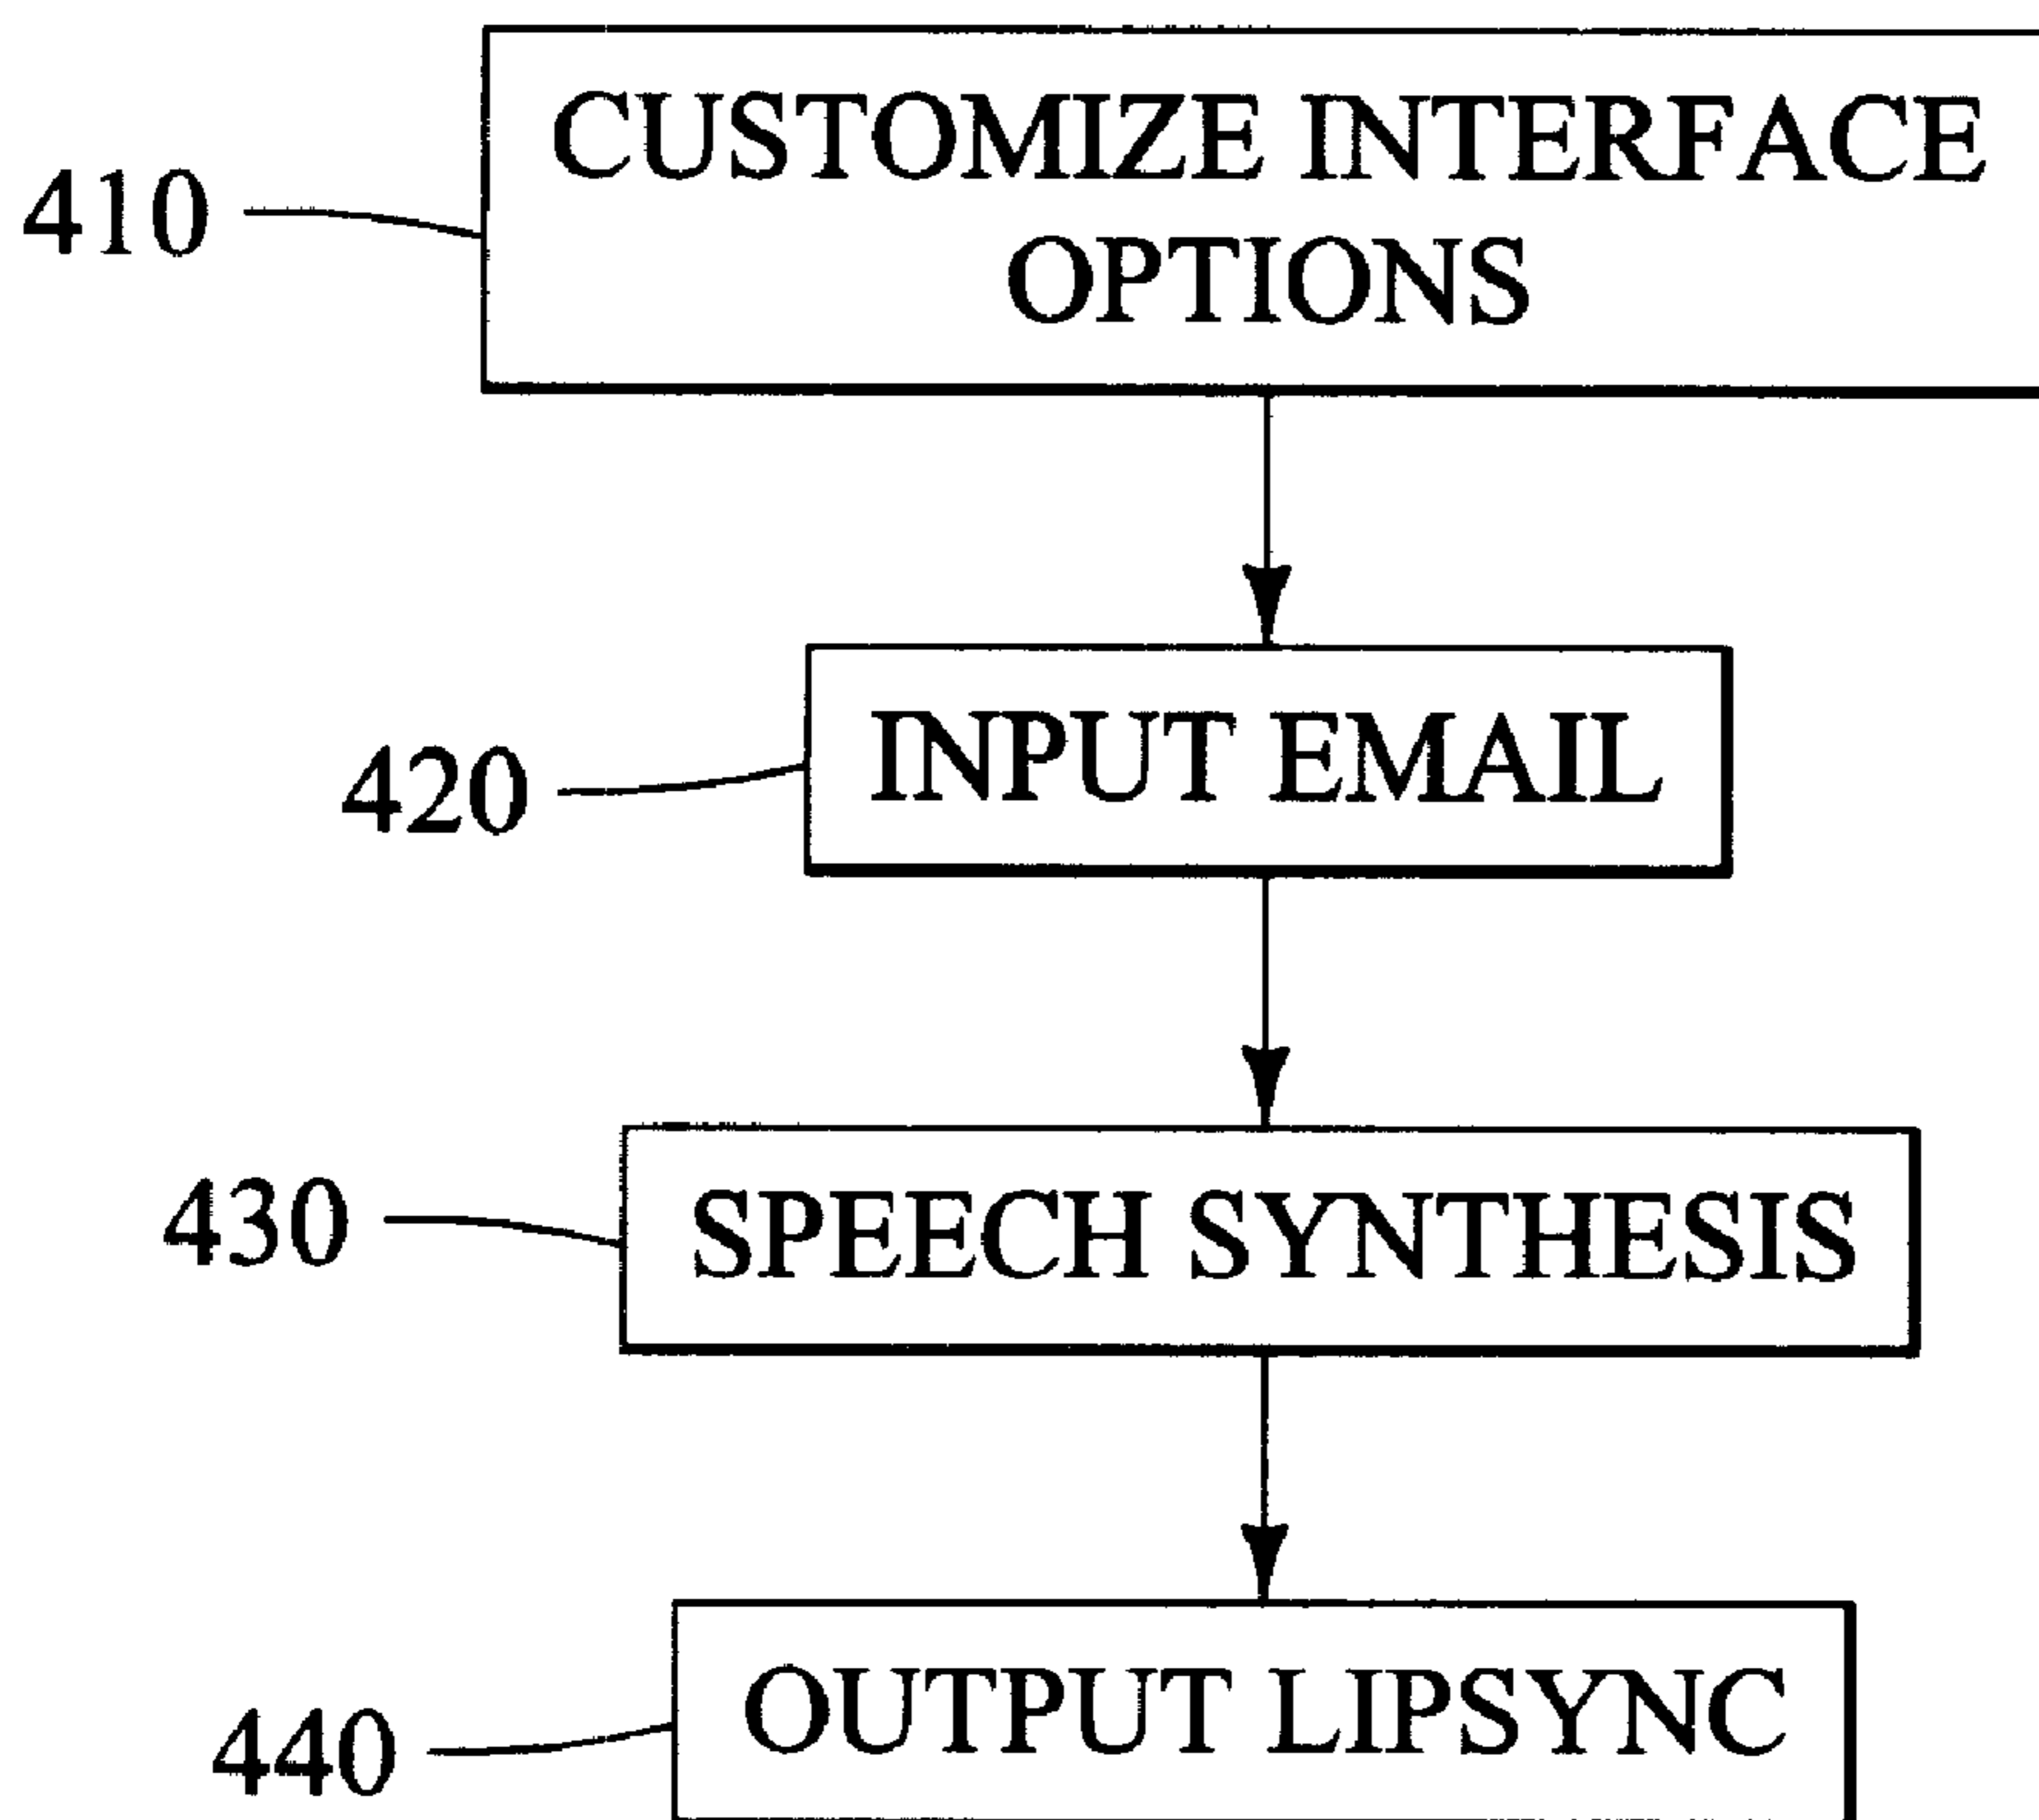 410
CUSTOMIZE INTERFACE
OPTIONS
420
INPUT EMAIL
430
SPEECH SYNTHESIS
440
OUTPUT LIPSYNC